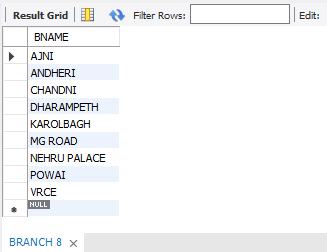 Result Grid Filter Rows: Edit:
BNAME
AJNI
ANDHERI
CHANDNI
DHARAMPETH
KAROLBAGH
MG ROAD
NEHRU PALACE
POWAI
VRCE
NULL
BRANCH 8